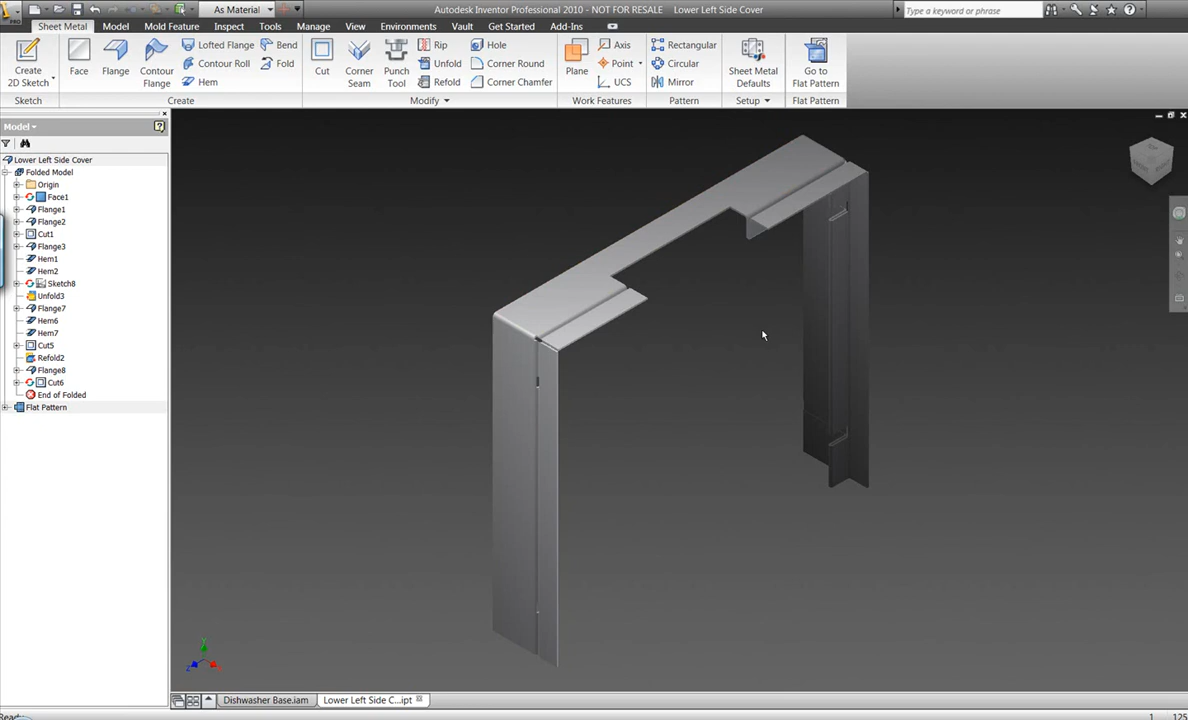 As Material
Autodesk Inventor Professional 2010 - NOT FOR RESALE Lower Left Side Cover
Type a keyword or phrase
PRO
Sheet Metal Model Mold Feature Inspect Tools Manage View Environments Vault Get Started Add-Ins
Create 2D Sketch
Face
Flange
Contour Flange
Lofted Flange
Contour Roll
Hem
Bend
Fold
Cut
Corner Seam
Punch Tool
Rip
Unfold
Refold
Hole
Corner Round
Corner Chamfer
Plane
Axis
Point
UCS
Rectangular
Circular
Mirror
Sheet Metal Defaults
Go to Flat Pattern
Sketch Create Modify Work Features Pattern Setup Flat Pattern
Model
Lower Left Side Cover
Folded Model
Origin
Face1
Flange1
Flange2
Cut1
Flange3
Hem1
Hem2
Sketch8
Unfold3
Flange7
Hem6
Hem7
Cut5
Refold2
Flange8
Cut6
End of Folded
Flat Pattern
Dishwasher Base.iam
Lower Left Side C...ipt
Ready
1 125